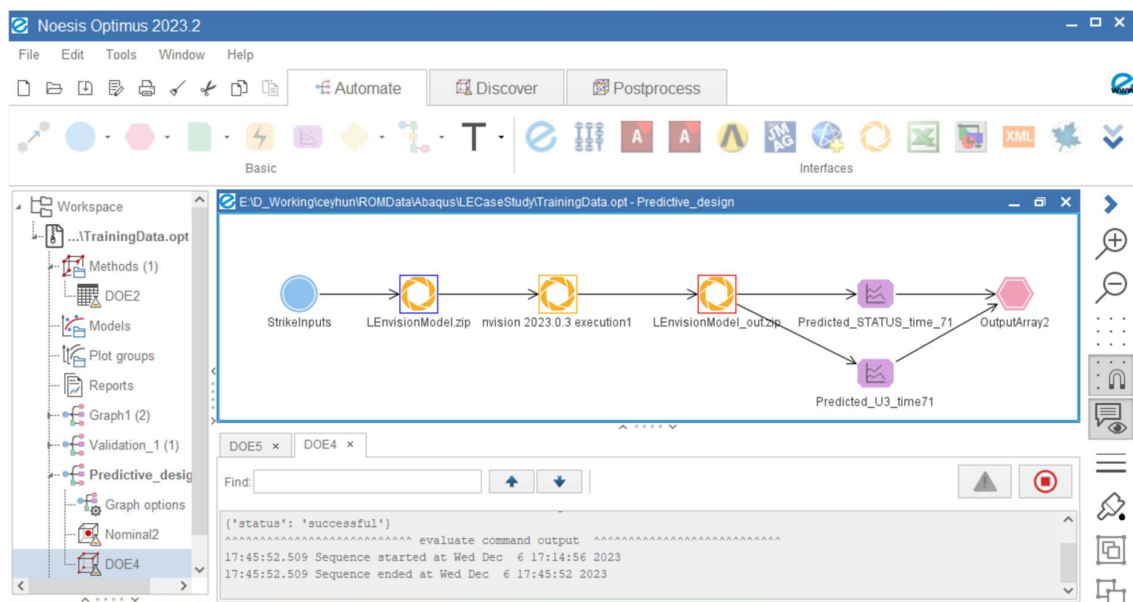 Noesis Optimus 2023.2
File Edit Tools Window Help
Automate Discover Postprocess
T A A JMAG XML
Basic Interfaces
Workspace
...\TrainingData.opt
Methods (1)
DOE2
Models
Plot groups
Reports
Graph1 (2)
Validation_1 (1)
Predictive_desig
Graph options
Nominal2
DOE4
E:\D_Working\ceyhun\ROMData\Abaqus\LECaseStudy\TrainingData.opt - Predictive_design
StrikeInputs LEnvisionModel.zip nvision 2023.0.3 execution1 LEnvisionModel_out.zip Predicted_STATUS_time_71 OutputArray2
Predicted_U3_time71
DOE5 × DOE4 ×
Find:
{'status': 'successful'}
^^^^^^^^^^^^^^^^^^^^^^^^^^^ evaluate command output ^^^^^^^^^^^^^^^^^^^^^^^^^^^
17:45:52.509 Sequence started at Wed Dec 6 17:14:56 2023
17:45:52.509 Sequence ended at Wed Dec 6 17:45:52 2023